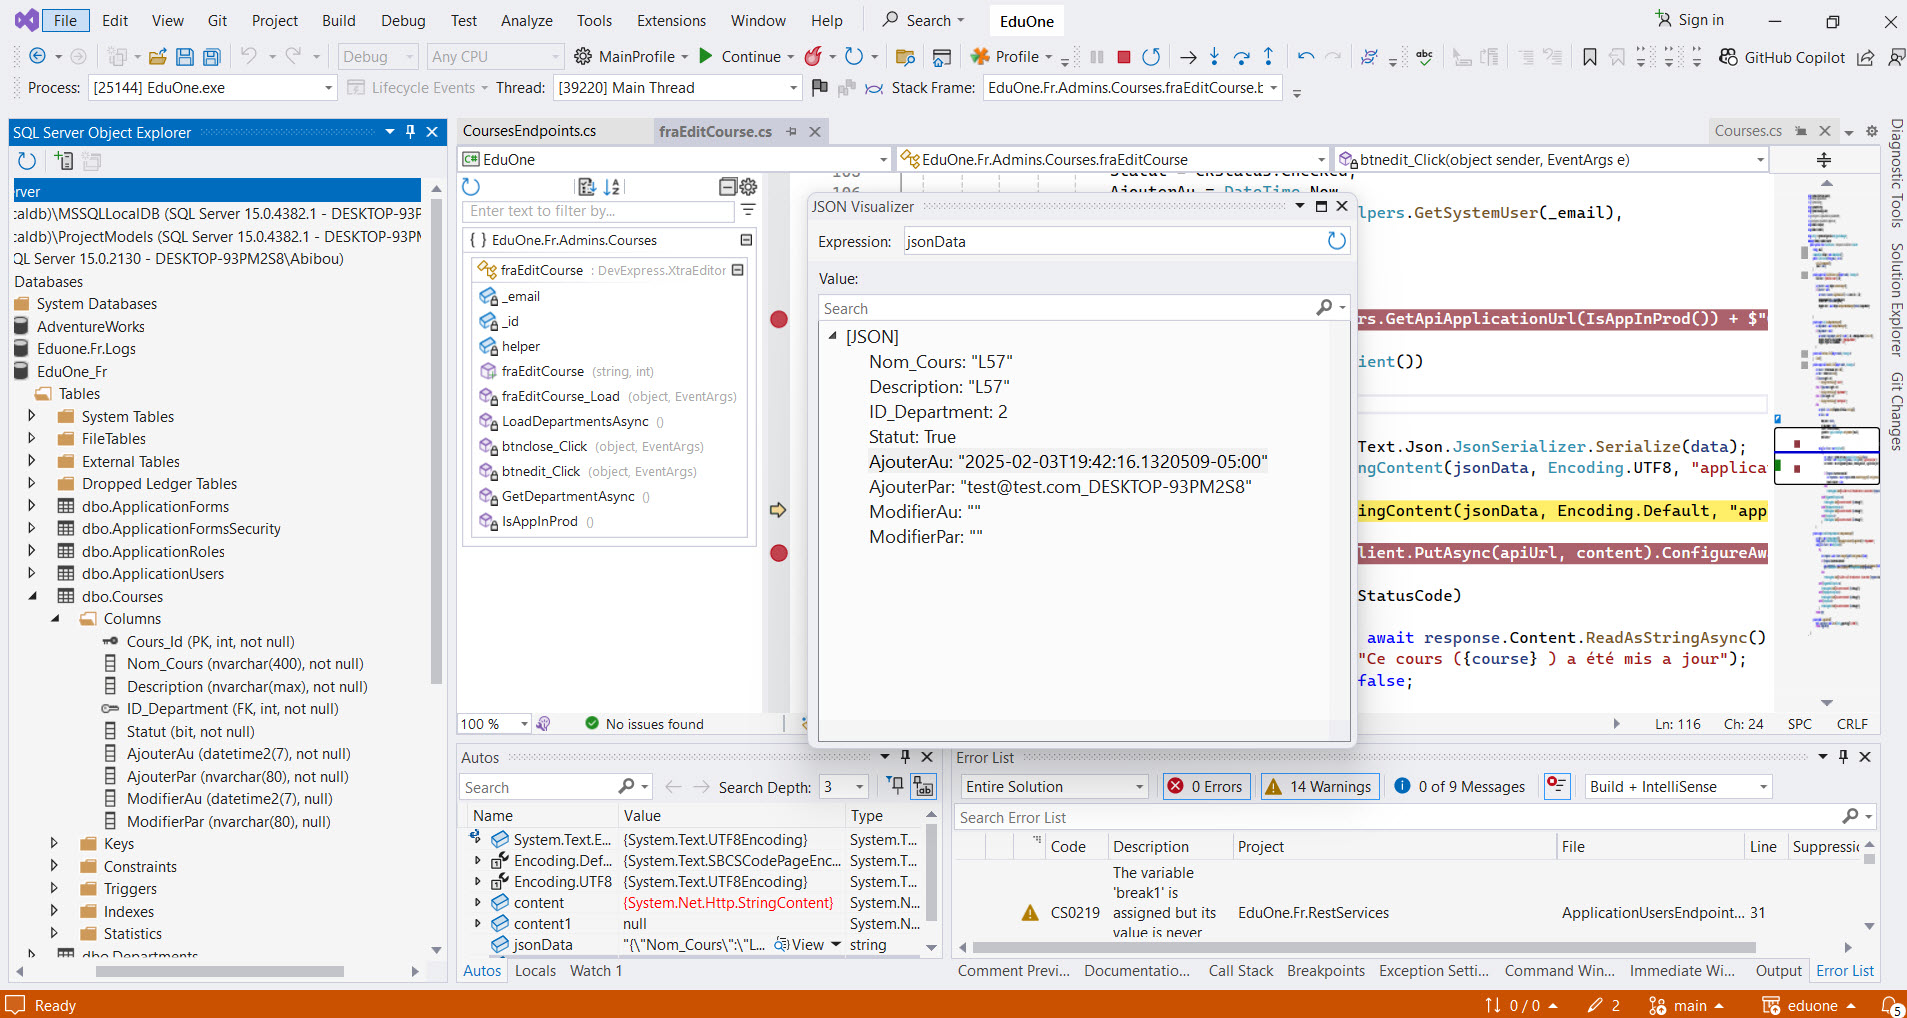 File Edit View Git Project Build Debug Test Analyze Tools Extensions Window Help Search EduOne Sign in
Debug Any CPU MainProfile Continue Profile abc GitHub Copilot
Process: [25144] EduOne.exe Lifecycle Events Thread: [39220] Main Thread Stack Frame: EduOne.Fr.Admins.Courses.fraEditCourse.b
SQL Server Object Explorer
erver
caldb)\MSSQLLocalDB (SQL Server 15.0.4382.1 - DESKTOP-93P
caldb)\ProjectModels (SQL Server 15.0.4382.1 - DESKTOP-93PM
QL Server 15.0.2130 - DESKTOP-93PM2S8\Abibou)
Databases
System Databases
AdventureWorks
Eduone.Fr.Logs
EduOne_Fr
Tables
System Tables
FileTables
External Tables
Dropped Ledger Tables
dbo.ApplicationForms
dbo.ApplicationFormsSecurity
dbo.ApplicationRoles
dbo.ApplicationUsers
dbo.Courses
Columns
Cours_Id (PK, int, not null)
Nom_Cours (nvarchar(400), not null)
Description (nvarchar(max), not null)
ID_Department (FK, int, not null)
Statut (bit, not null)
AjouterAu (datetime2(7), not null)
AjouterPar (nvarchar(80), not null)
ModifierAu (datetime2(7), null)
ModifierPar (nvarchar(80), null)
Keys
Constraints
Triggers
Indexes
Statistics
dbo.Departments
CoursesEndpoints.cs fraEditCourse.cs Courses.cs
EduOne EduOne.Fr.Admins.Courses.fraEditCourse btnedit_Click(object sender, EventArgs e)
Enter text to filter by...
{ } EduOne.Fr.Admins.Courses
fraEditCourse : DevExpress.XtraEditor
_email
_id
helper
fraEditCourse (string, int)
fraEditCourse_Load (object, EventArgs)
LoadDepartmentsAsync ()
btnclose_Click (object, EventArgs)
btnedit_Click (object, EventArgs)
GetDepartmentAsync ()
IsAppInProd ()
Statut = ckStatus.Checked,
106 AjouterAu = DateTime.Now
lpers.GetSystemUser(_email),
rs.GetApiApplicationUrl(IsAppInProd()) + $"
ient())
Text.Json.JsonSerializer.Serialize(data);
ngContent(jsonData, Encoding.UTF8, "applicat
ingContent(jsonData, Encoding.Default, "app
lient.PutAsync(apiUrl, content).ConfigureAw
StatusCode)
await response.Content.ReadAsStringAsync()
"Ce cours ({course} ) a été mis a jour");
false;
JSON Visualizer
Expression: jsonData
Value:
Search
[JSON]
Nom_Cours: "L57"
Description: "L57"
ID_Department: 2
Statut: True
AjouterAu: "2025-02-03T19:42:16.1320509-05:00"
AjouterPar: "test@test.com_DESKTOP-93PM2S8"
ModifierAu: ""
ModifierPar: ""
100 % No issues found Ln: 116 Ch: 24 SPC CRLF
Diagnostic Tools
Solution Explorer
Git Changes
Autos
Search Search Depth: 3
Name Value Type
System.Text.E... {System.Text.UTF8Encoding} System.T...
Encoding.Def... {System.Text.SBCSCodePageEnc... System.T...
Encoding.UTF8 {System.Text.UTF8Encoding} System.T...
content {System.Net.Http.StringContent} System.N...
content1 null System.N...
jsonData "{\"Nom_Cours\":\"L... View string
Autos Locals Watch 1
Error List
Entire Solution 0 Errors 14 Warnings 0 of 9 Messages Build + IntelliSense
Search Error List
Code Description Project File Line Suppressic
CS0219 The variable 'break1' is assigned but its value is never EduOne.Fr.RestServices ApplicationUsersEndpoint... 31
Comment Previ... Documentatio... Call Stack Breakpoints Exception Setti... Command Win... Immediate Wi... Output Error List
Ready 0 / 0 2 main eduone 5